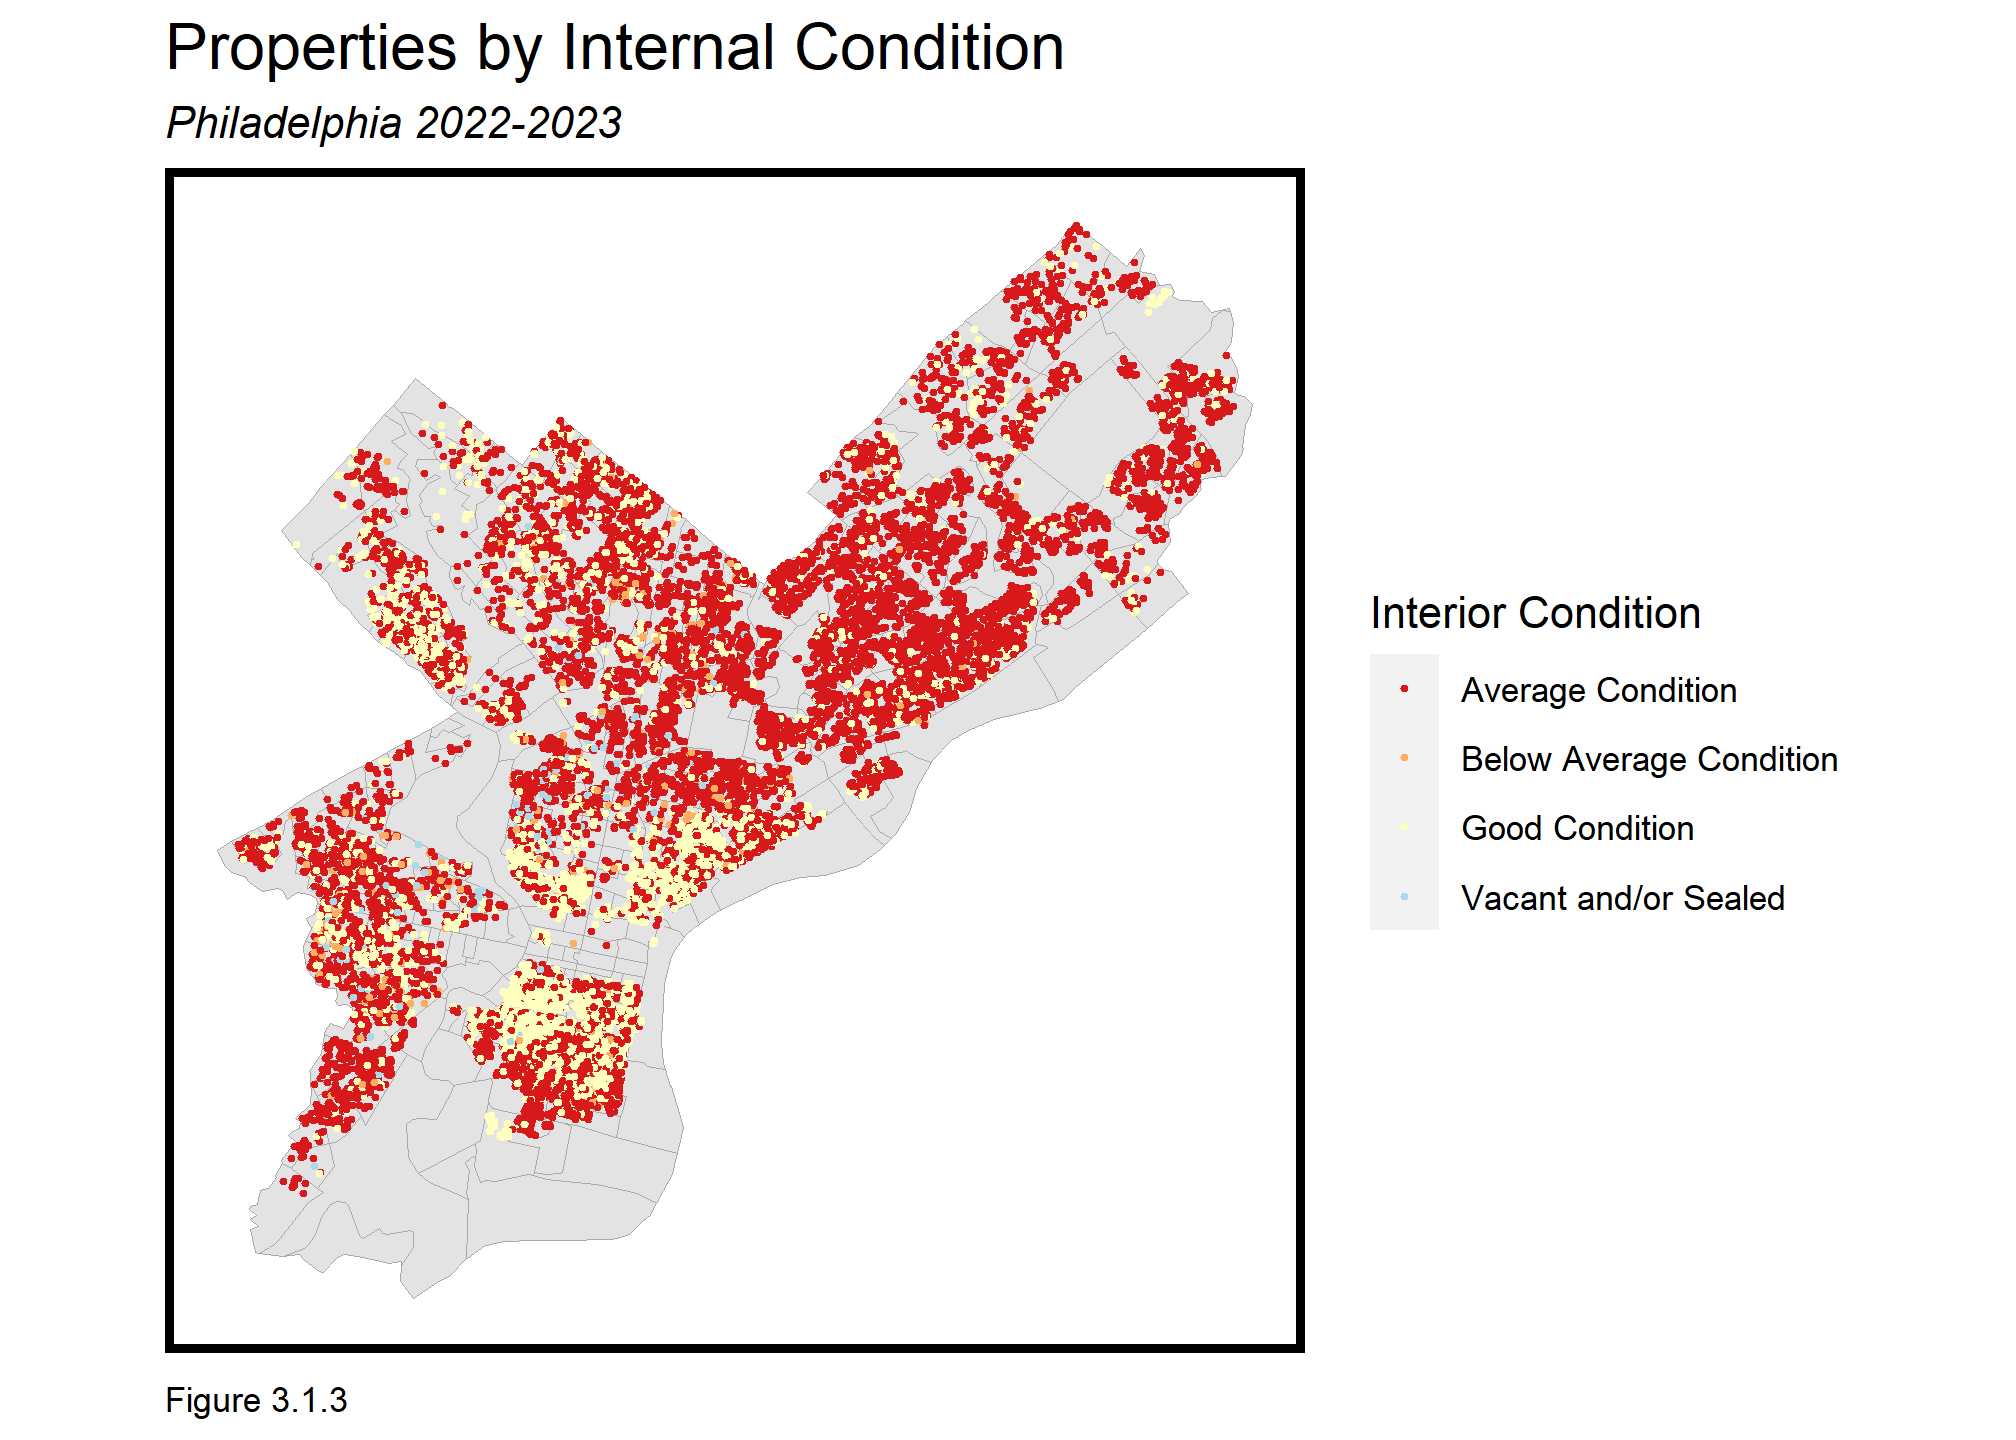 Properties by Internal Condition
Philadelphia 2022-2023
Interior Condition
Average Condition
Below Average Condition
Good Condition
Vacant and/or Sealed
Figure 3.1.3